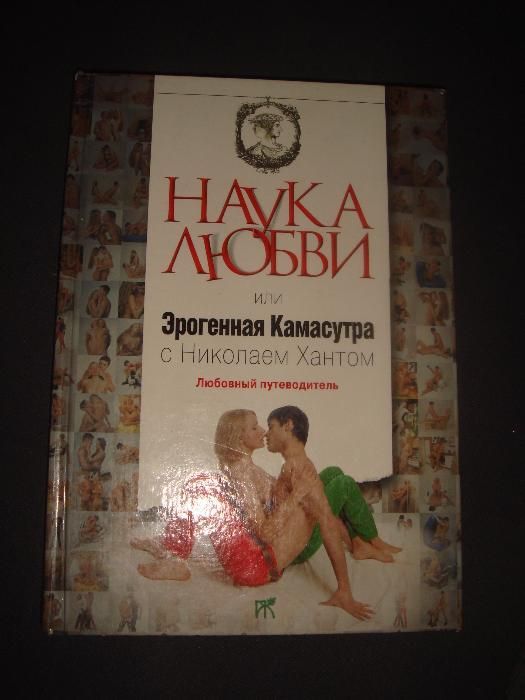 НАУКА
ЛЮБВИ
или
Эрогенная Камасутра
с Николаем Хантом
Любовный путеводитель